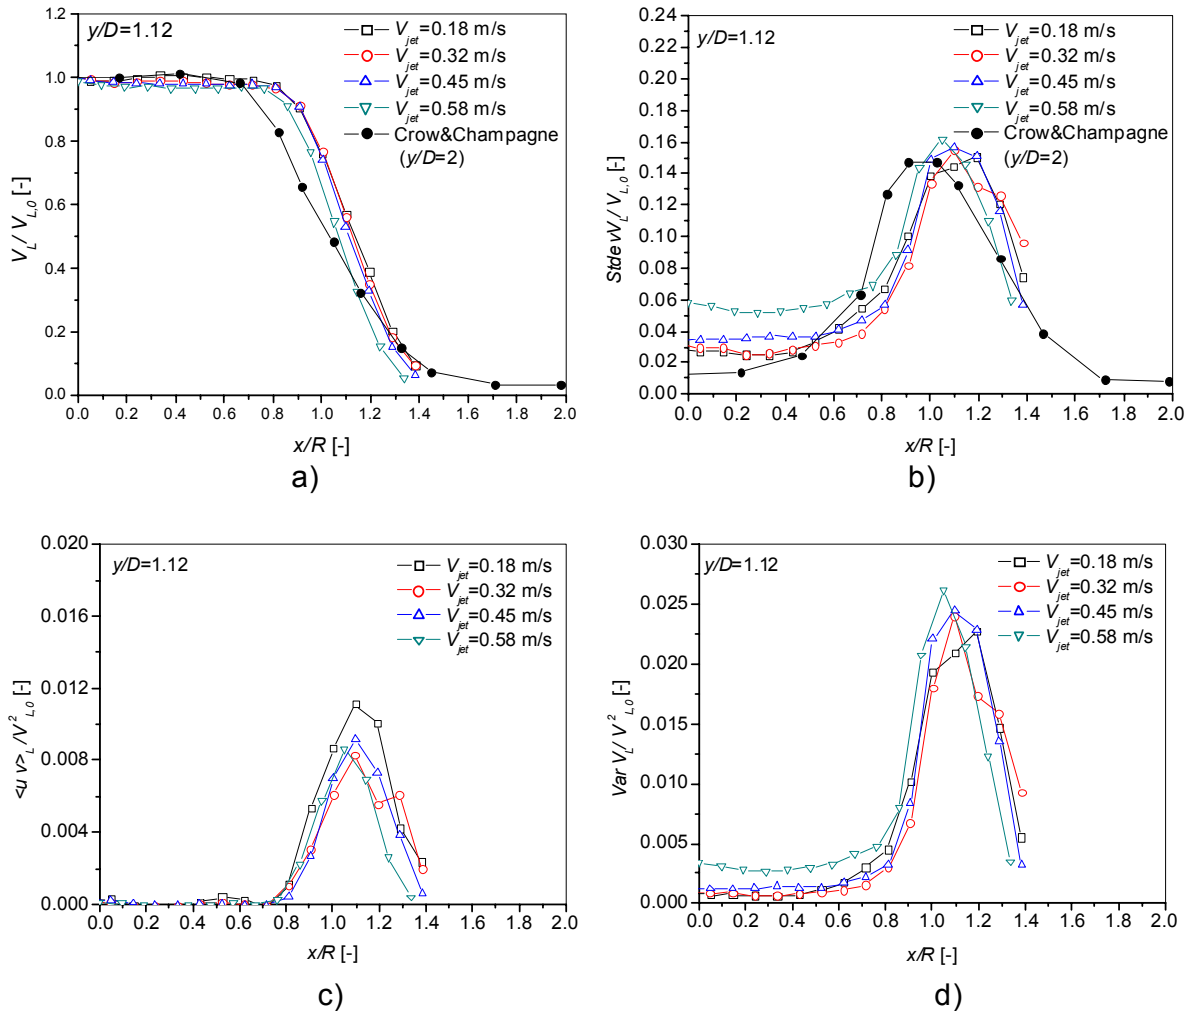 y/D=1.12
V_jet=0.18 m/s
V_jet=0.32 m/s
V_jet=0.45 m/s
V_jet=0.58 m/s
Crow&Champagne
(y/D=2)
V_L / V_L,0 [-]
1.2
1.0
0.8
0.6
0.4
0.2
0.0
0.0 0.2 0.4 0.6 0.8 1.0 1.2 1.4 1.6 1.8 2.0
x/R [-]
a)
y/D=1.12
V_jet=0.18 m/s
V_jet=0.32 m/s
V_jet=0.45 m/s
V_jet=0.58 m/s
Crow&Champagne
(y/D=2)
Stdev V_L / V_L,0 [-]
0.24
0.22
0.20
0.18
0.16
0.14
0.12
0.10
0.08
0.06
0.04
0.02
0.00
0.0 0.2 0.4 0.6 0.8 1.0 1.2 1.4 1.6 1.8 2.0
x/R [-]
b)
y/D=1.12
V_jet=0.18 m/s
V_jet=0.32 m/s
V_jet=0.45 m/s
V_jet=0.58 m/s
<u v>_L /V²_L,0 [-]
0.020
0.016
0.012
0.008
0.004
0.000
0.0 0.2 0.4 0.6 0.8 1.0 1.2 1.4 1.6 1.8 2.0
x/R [-]
c)
y/D=1.12
V_jet=0.18 m/s
V_jet=0.32 m/s
V_jet=0.45 m/s
V_jet=0.58 m/s
Var V_L / V²_L,0 [-]
0.030
0.025
0.020
0.015
0.010
0.005
0.000
0.0 0.2 0.4 0.6 0.8 1.0 1.2 1.4 1.6 1.8 2.0
x/R [-]
d)